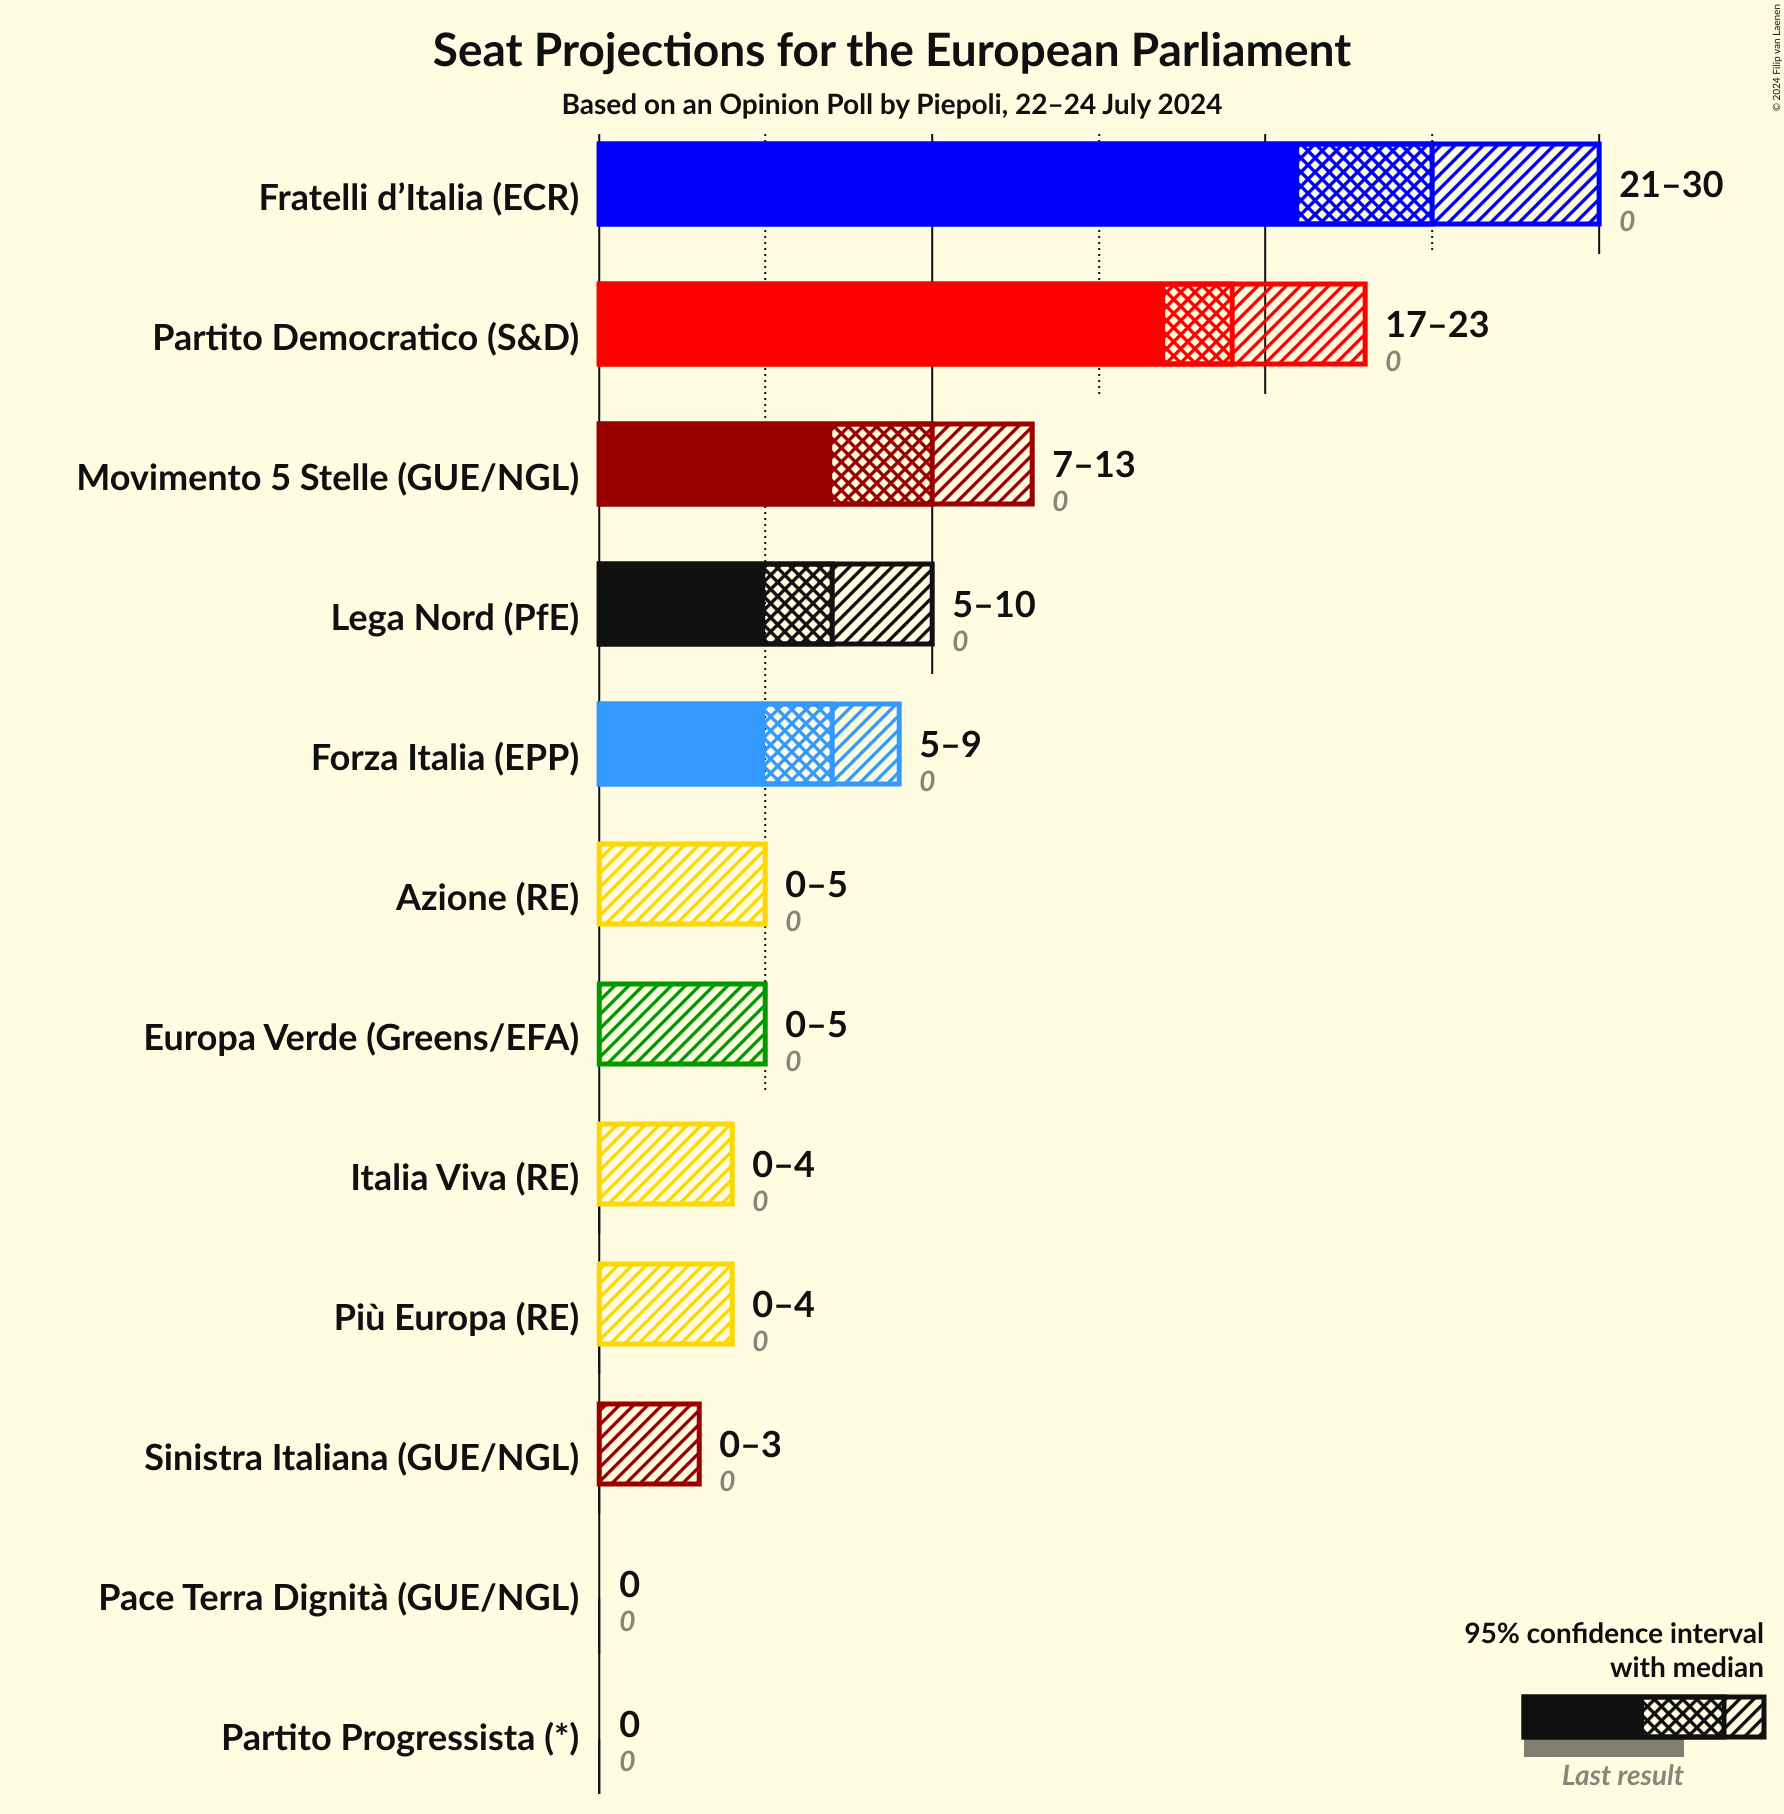 Seat Projections for the European Parliament
Based on an Opinion Poll by Piepoli, 22–24 July 2024
© 2024 Filip van Laenen
Fratelli d’Italia (ECR)
21–30
0
Partito Democratico (S&D)
17–23
0
Movimento 5 Stelle (GUE/NGL)
7–13
0
Lega Nord (PfE)
5–10
0
Forza Italia (EPP)
5–9
0
Azione (RE)
0–5
0
Europa Verde (Greens/EFA)
0–5
0
Italia Viva (RE)
0–4
0
Più Europa (RE)
0–4
0
Sinistra Italiana (GUE/NGL)
0–3
0
Pace Terra Dignità (GUE/NGL)
0
0
Partito Progressista (*)
0
0
95% confidence interval
with median
Last result